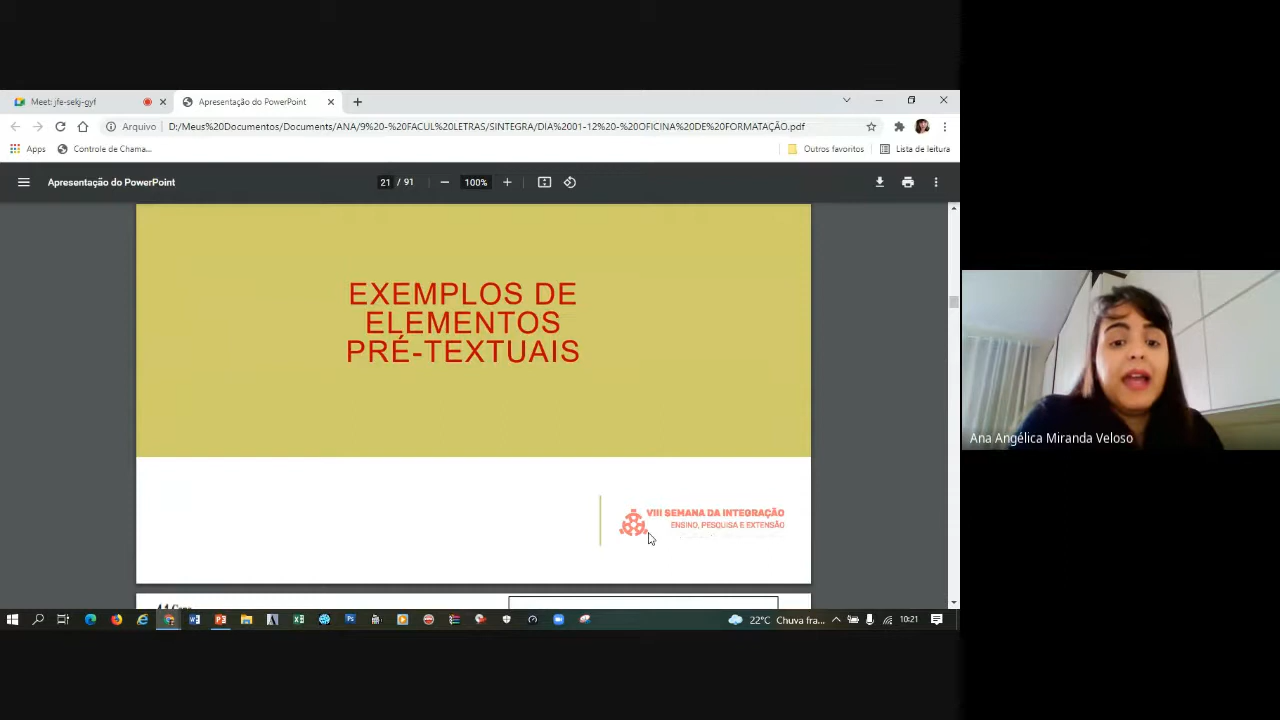 Meet: jfe-sekj-gyf
Apresentação do PowerPoint
Arquivo D:/Meus%20Documentos/Documents/ANA/9%20-%20FACUL%20LETRAS/SINTEGRA/DIA%2001-12%20-%20OFICINA%20DE%20FORMATAÇÃO.pdf
Apps Controle de Chama... Outros favoritos Lista de leitura
Apresentação do PowerPoint 21 / 91 100%
EXEMPLOS DE
ELEMENTOS
PRÉ-TEXTUAIS
VIII SEMANA DA INTEGRAÇÃO
ENSINO, PESQUISA E EXTENSÃO
Ana Angélica Miranda Veloso
22°C Chuva fra... 10:21